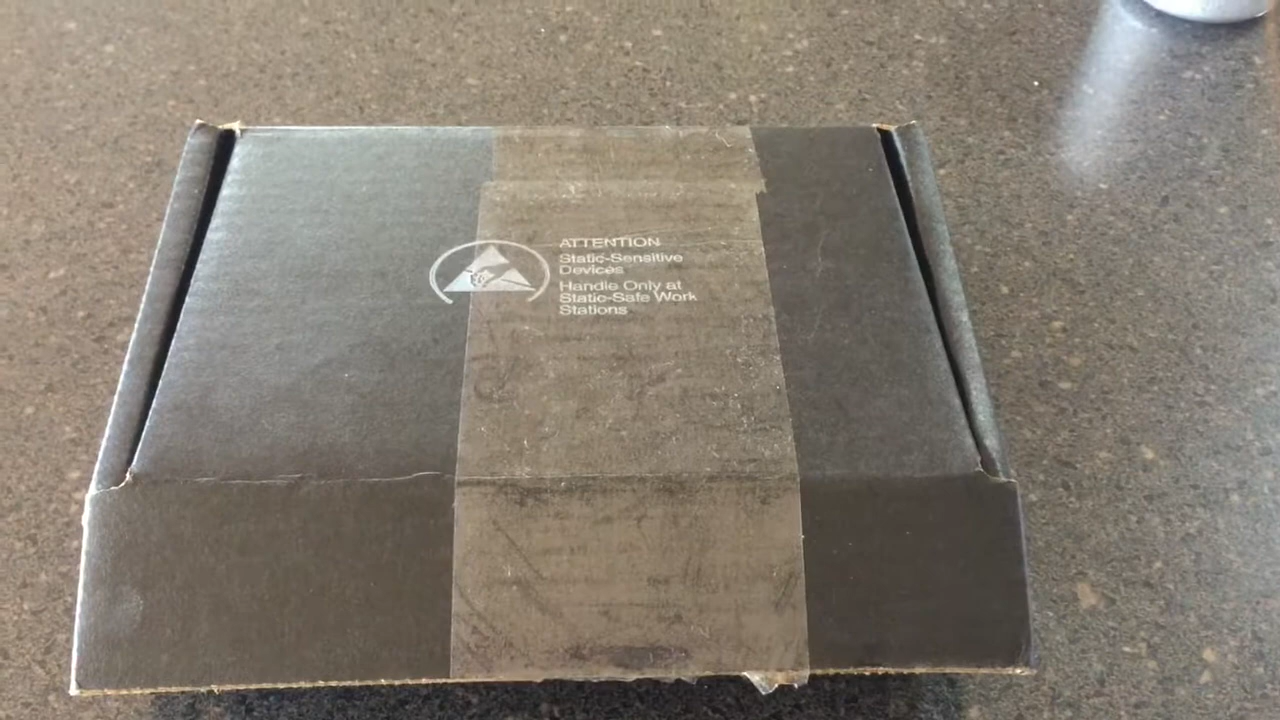 ATTENTION
Static-Sensitive
Devices
Handle Only at
Static-Safe Work
Stations